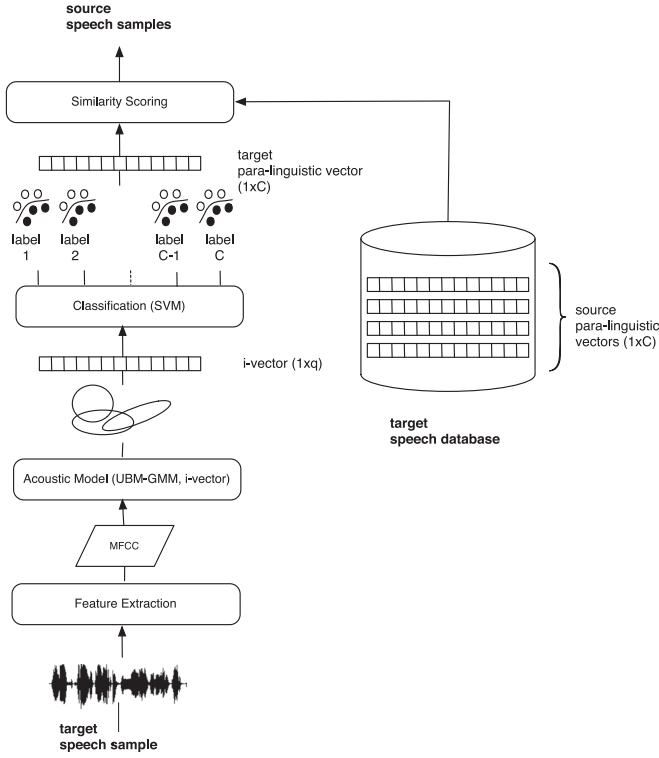 source
speech samples
Similarity Scoring
target
para-linguistic vector
(1xC)
label
1
label
2
label
C-1
label
C
Classification (SVM)
i-vector (1xq)
Acoustic Model (UBM-GMM, i-vector)
MFCC
Feature Extraction
target
speech sample
source
para-linguistic
vectors (1xC)
target
speech database